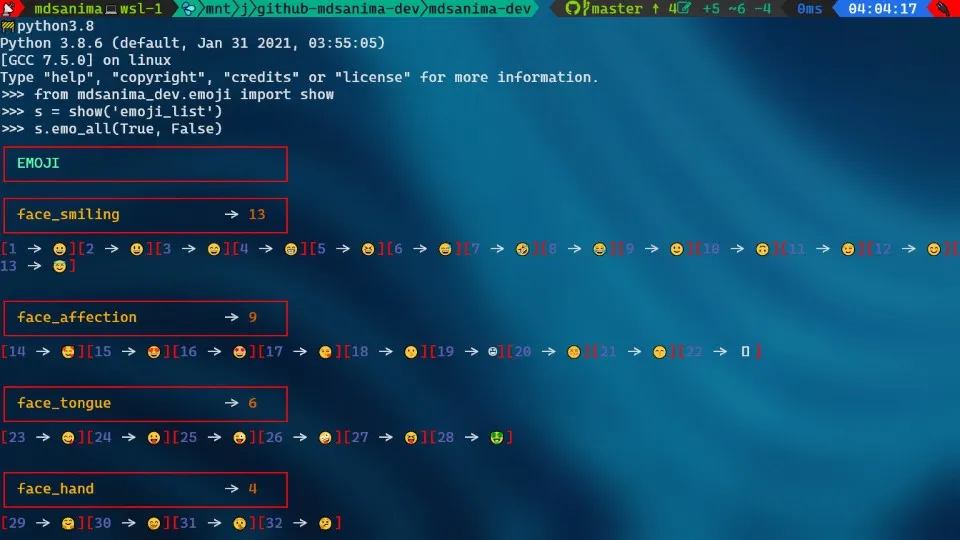 mdsanima💻wsl-1 mnt j github-mdsanima-dev mdsanima-dev master ↑ 4 +5 ~6 -4 0ms 04:04:17
🚧python3.8
Python 3.8.6 (default, Jan 31 2021, 03:55:05)
[GCC 7.5.0] on linux
Type "help", "copyright", "credits" or "license" for more information.
>>> from mdsanima_dev.emoji import show
>>> s = show('emoji_list')
>>> s.emo_all(True, False)
EMOJI
face_smiling → 13
[1 → 😀][2 → 😃][3 → 😄][4 → 😁][5 → 😆][6 → 😅][7 → 🤣][8 → 😂][9 → 🙂][10 → 🙃][11 → 😉][12 → 😊][
13 → 😇]
face_affection → 9
[14 → 🥰][15 → 😍][16 → 🤩][17 → 😘][18 → 😗][19 → ☺][20 → 😚][21 → 😙][22 → ▯]
face_tongue → 6
[23 → 😋][24 → 😛][25 → 😜][26 → 🤪][27 → 😝][28 → 🤑]
face_hand → 4
[29 → 🤗][30 → 🤭][31 → 🤫][32 → 🤔]